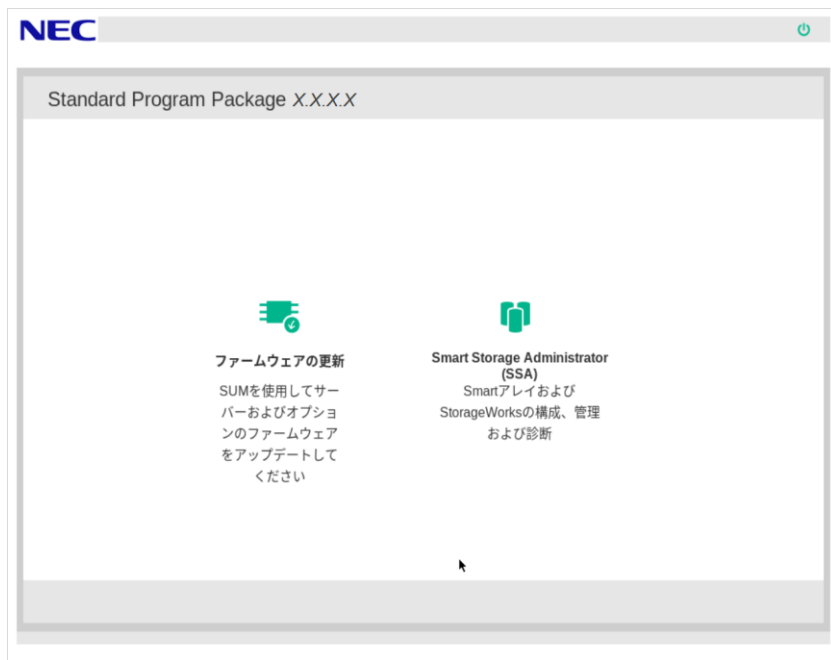 NEC
Standard Program Package X.X.X.X
ファームウェアの更新
SUMを使用してサー
バーおよびオプショ
ンのファームウェア
をアップデートして
ください
Smart Storage Administrator
(SSA)
Smartアレイおよび
StorageWorksの構成、管理
および診断